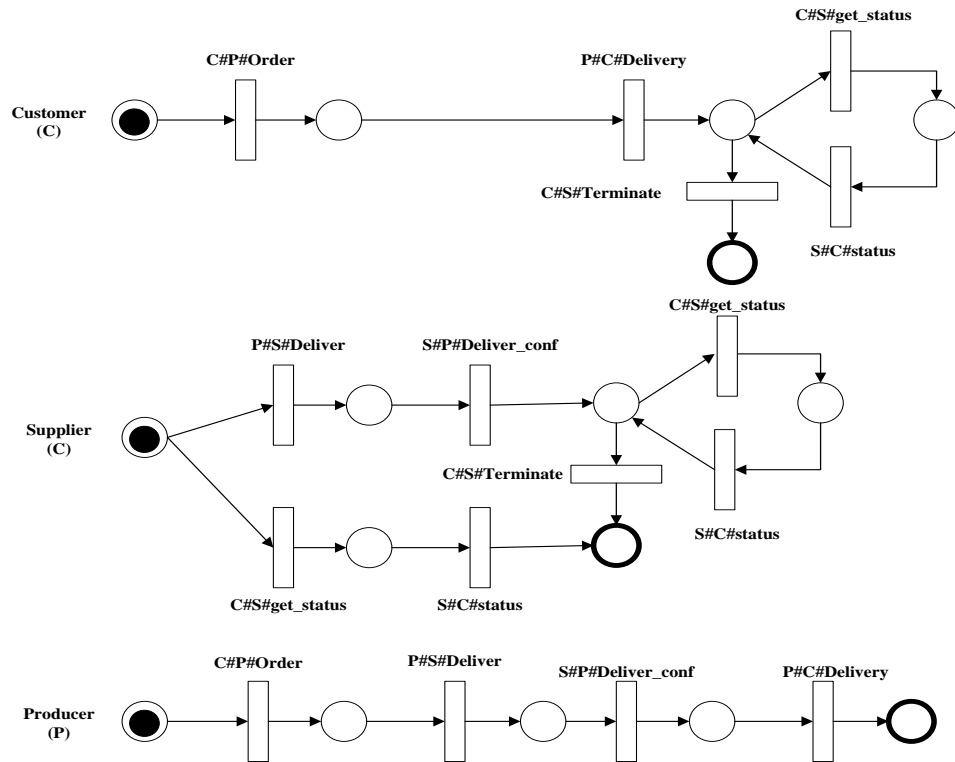 C#S#get_status
C#P#Order
P#C#Delivery
Customer
(C)
C#S#Terminate
S#C#status
C#S#get_status
P#S#Deliver
S#P#Deliver_conf
Supplier
(C)
C#S#Terminate
S#C#status
C#S#get_status
S#C#status
C#P#Order
P#S#Deliver
S#P#Deliver_conf
P#C#Delivery
Producer
(P)